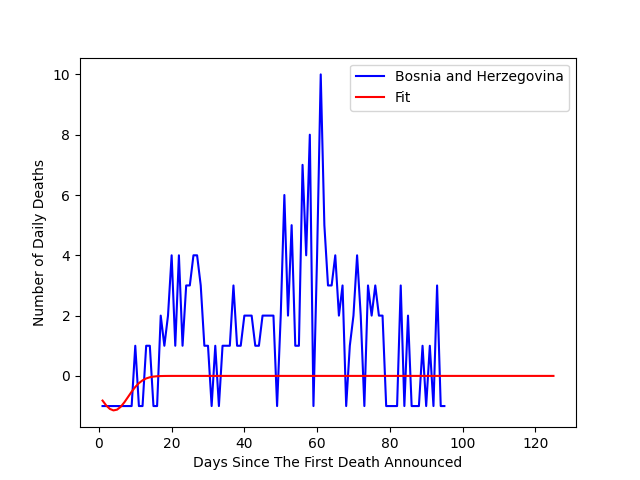 Bosnia and Herzegovina
Fit
10
8
6
4
2
0
Number of Daily Deaths
0 20 40 60 80 100 120
Days Since The First Death Announced